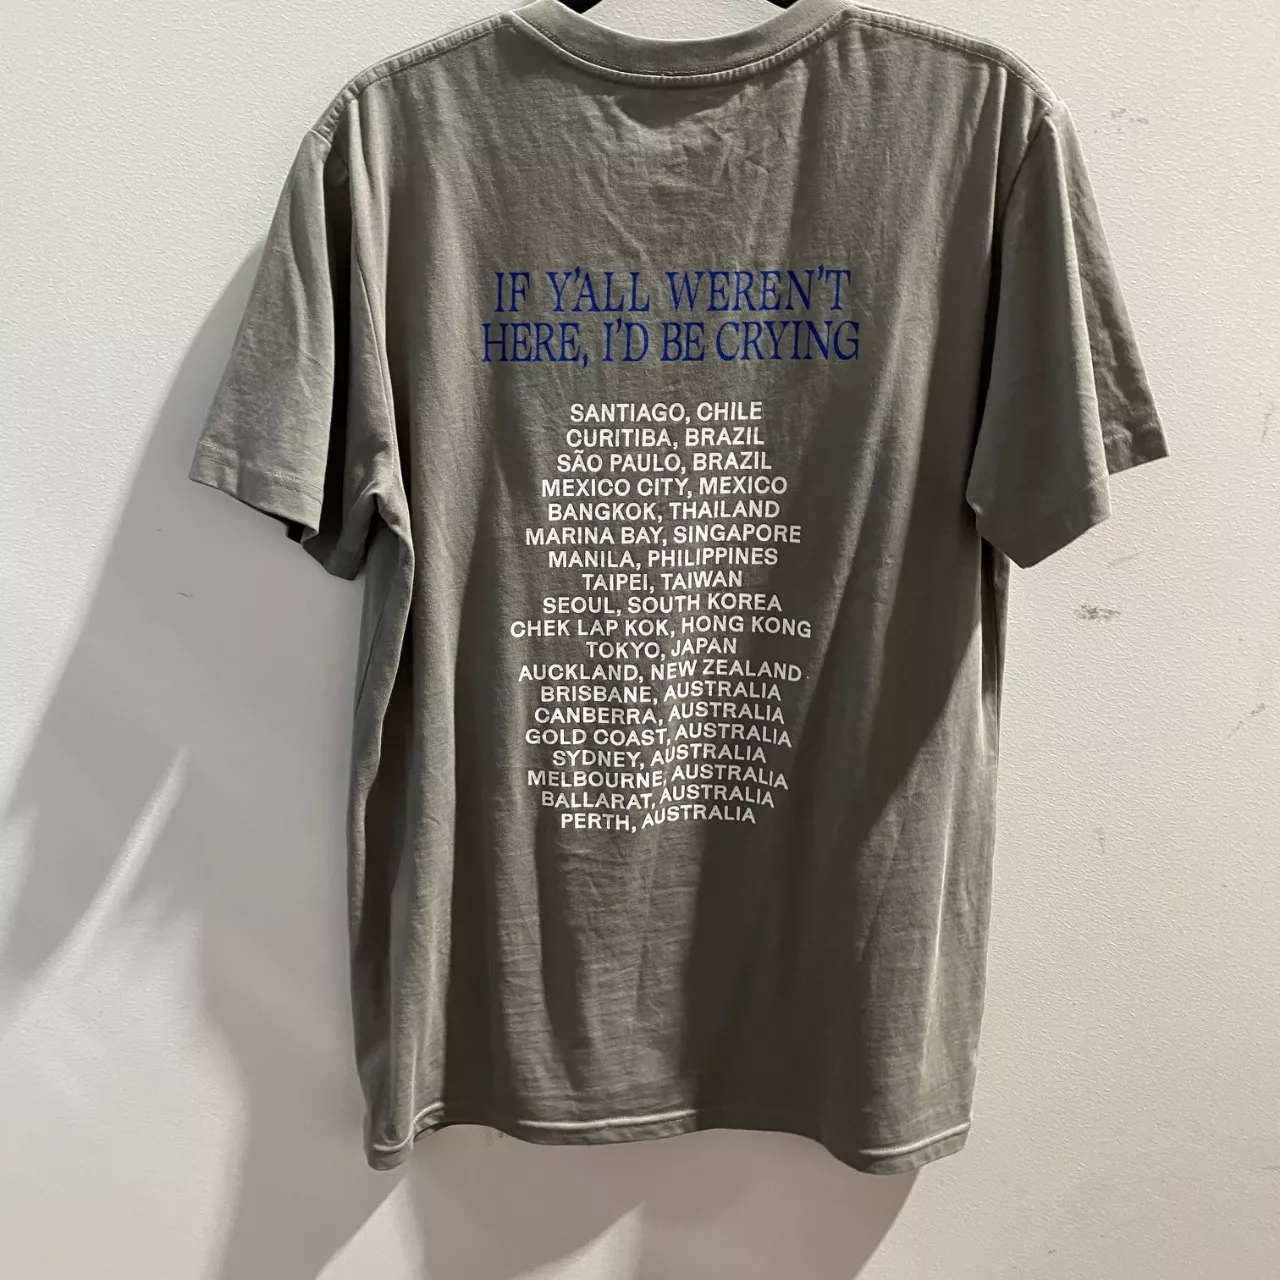 IF Y'ALL WEREN'T
HERE, I'D BE CRYING
SANTIAGO, CHILE
CURITIBA, BRAZIL
SÃO PAULO, BRAZIL
MEXICO CITY, MEXICO
BANGKOK, THAILAND
MARINA BAY, SINGAPORE
MANILA, PHILIPPINES
TAIPEI, TAIWAN
SEOUL, SOUTH KOREA
CHEK LAP KOK, HONG KONG
TOKYO, JAPAN
AUCKLAND, NEW ZEALAND
BRISBANE, AUSTRALIA
CANBERRA, AUSTRALIA
GOLD COAST, AUSTRALIA
SYDNEY, AUSTRALIA
MELBOURNE, AUSTRALIA
BALLARAT, AUSTRALIA
PERTH, AUSTRALIA